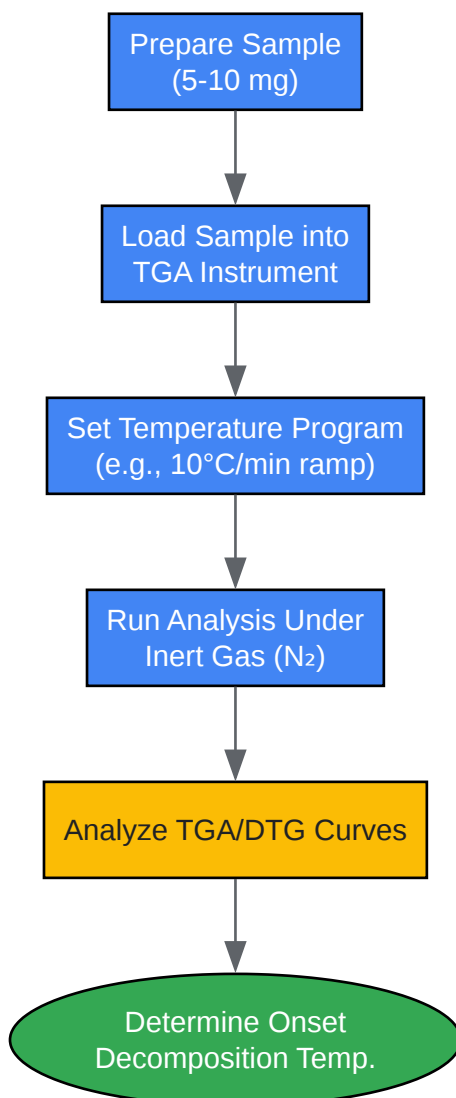 Prepare Sample
(5-10 mg)
Load Sample into
TGA Instrument
Set Temperature Program
(e.g., 10°C/min ramp)
Run Analysis Under
Inert Gas (N₂)
Analyze TGA/DTG Curves
Determine Onset
Decomposition Temp.